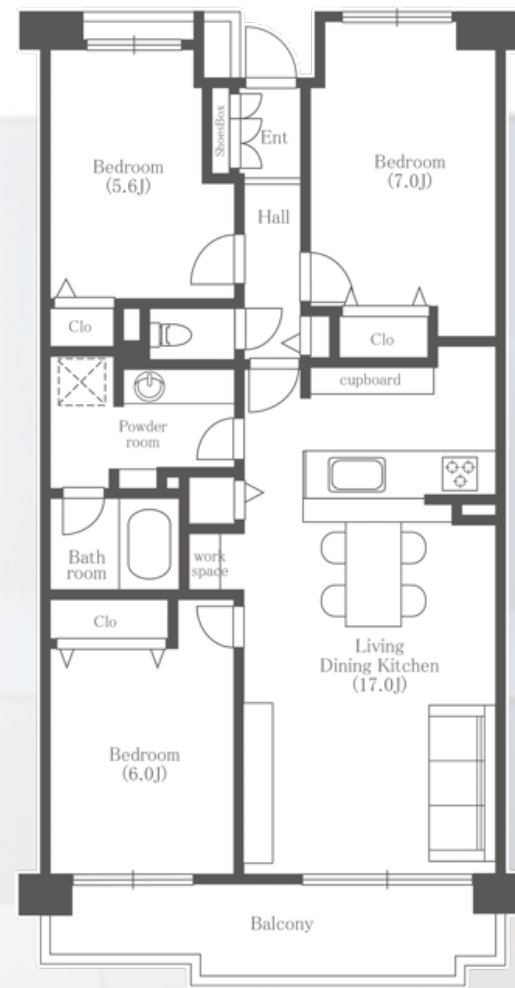 ShoesBox
Ent
Bedroom
(5.6J)
Bedroom
(7.0J)
Hall
Clo
Clo
cupboard
Powder
room
Bath
room
work
space
Clo
Living
Dining Kitchen
(17.0J)
Bedroom
(6.0J)
Balcony